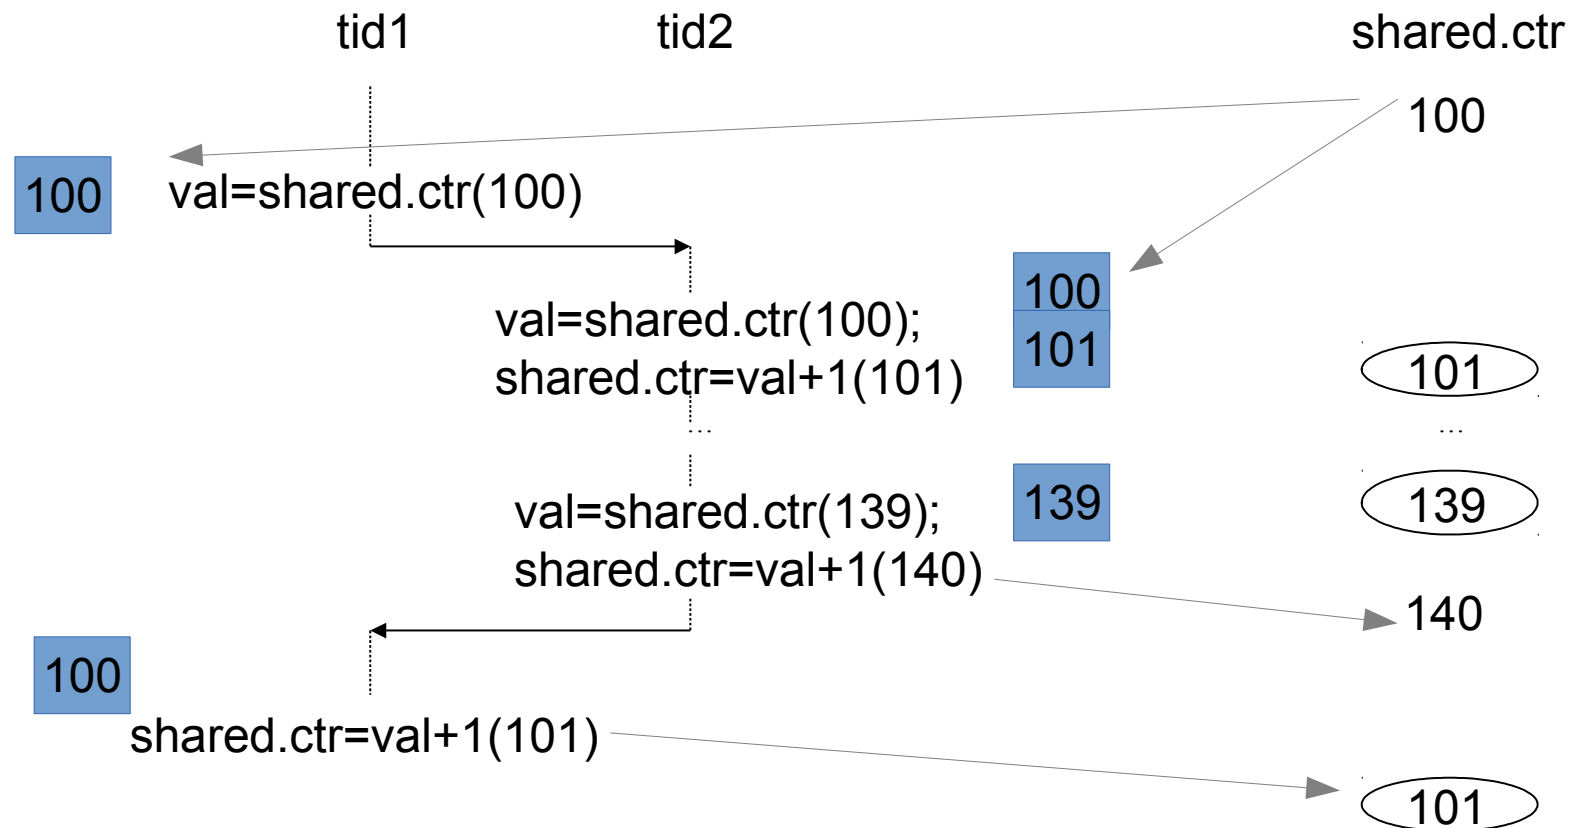 tid1 tid2 shared.ctr
100
100 val=shared.ctr(100)
100
val=shared.ctr(100);
101
shared.ctr=val+1(101) 101
... ...
val=shared.ctr(139); 139 139
shared.ctr=val+1(140)
140
100
shared.ctr=val+1(101)
101